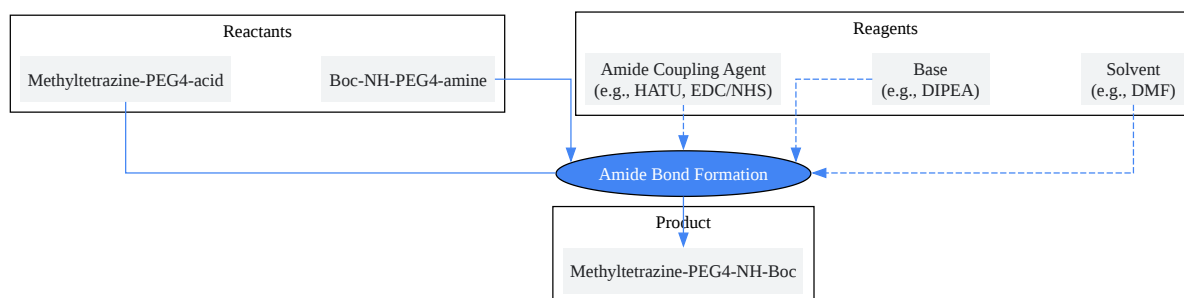 Reactants
Methyltetrazine-PEG4-acid
Boc-NH-PEG4-amine
Reagents
Amide Coupling Agent
(e.g., HATU, EDC/NHS)
Base
(e.g., DIPEA)
Solvent
(e.g., DMF)
Amide Bond Formation
Product
Methyltetrazine-PEG4-NH-Boc